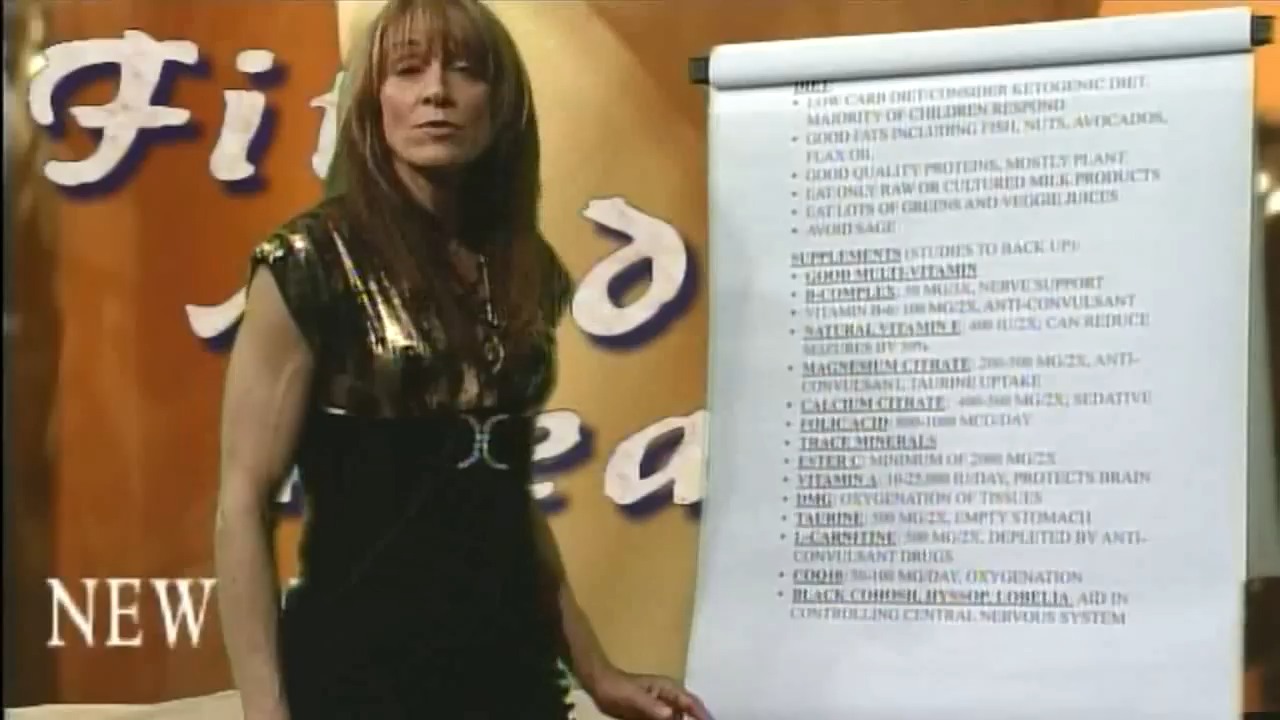 Fit
d
ea
NEW
DIET:
• LOW CARB DIET/CONSIDER KETOGENIC DIET.
MAJORITY OF CHILDREN RESPOND
• GOOD FATS INCLUDING FISH, NUTS, AVOCADOS,
FLAX OIL
• GOOD QUALITY PROTEINS, MOSTLY PLANT
• EAT ONLY RAW OR CULTURED MILK PRODUCTS
• EAT LOTS OF GREENS AND VEGGIE JUICES
• AVOID SAGE
SUPPLEMENTS (STUDIES TO BACK UP):
• GOOD MULTI-VITAMIN
• B-COMPLEX: 50 MG/3X, NERVE SUPPORT
• VITAMIN B-6: 100 MG/2X, ANTI-CONVULSANT
• NATURAL VITAMIN E: 400 IU/2X; CAN REDUCE
SEIZURES BY 50%
• MAGNESIUM CITRATE: 200-500 MG/2X, ANTI-
CONVULSANT, TAURINE UPTAKE
• CALCIUM CITRATE: 400-500 MG/2X, SEDATIVE
• FOLIC ACID: 800-1000 MCG/DAY
• TRACE MINERALS
• ESTER C: MINIMUM OF 2000 MG/2X
• VITAMIN A: 10-25,000 IU/DAY, PROTECTS BRAIN
• DMG: OXYGENATION OF TISSUES
• TAURINE: 500 MG/2X, EMPTY STOMACH
• L-CARNITINE: 500 MG/2X, DEPLETED BY ANTI-
CONVULSANT DRUGS
• COQ10: 50-100 MG/DAY, OXYGENATION
• BLACK COHOSH, HYSSOP, LOBELIA, AID IN
CONTROLLING CENTRAL NERVOUS SYSTEM